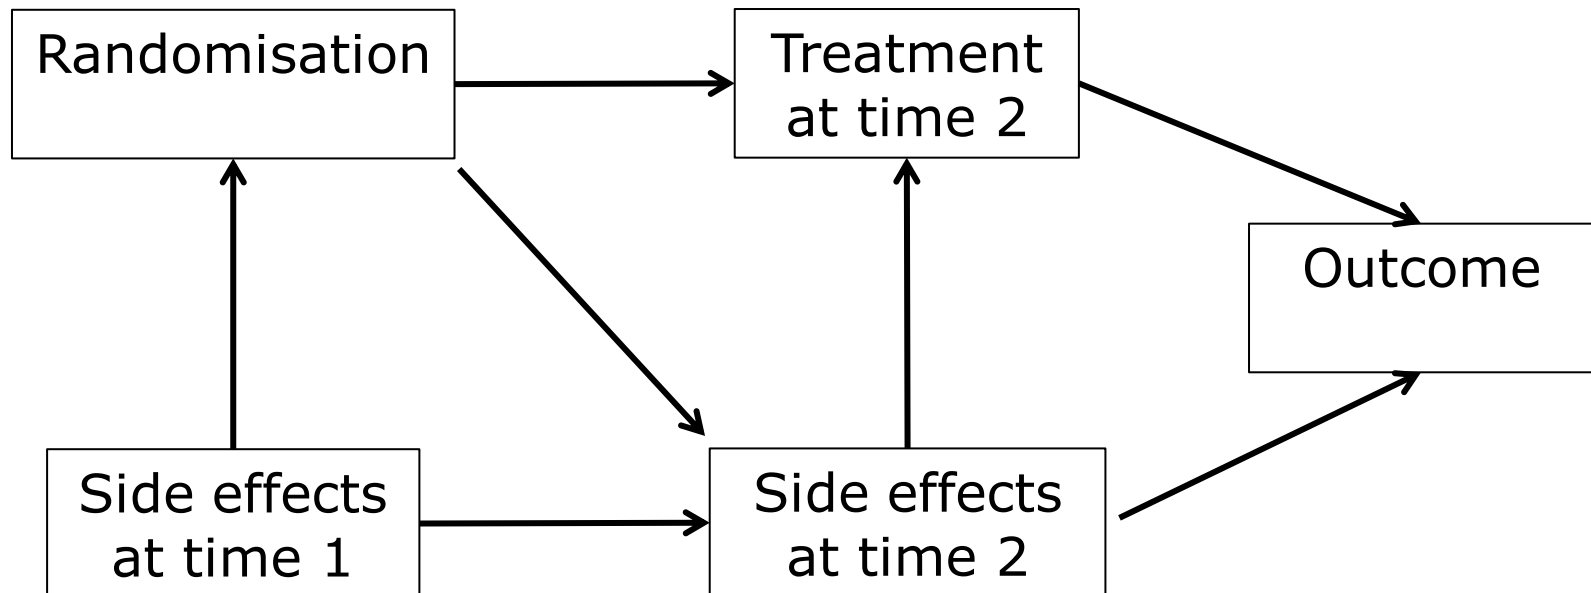 Randomisation
Treatment
at time 2
Outcome
Side effects
at time 1
Side effects
at time 2